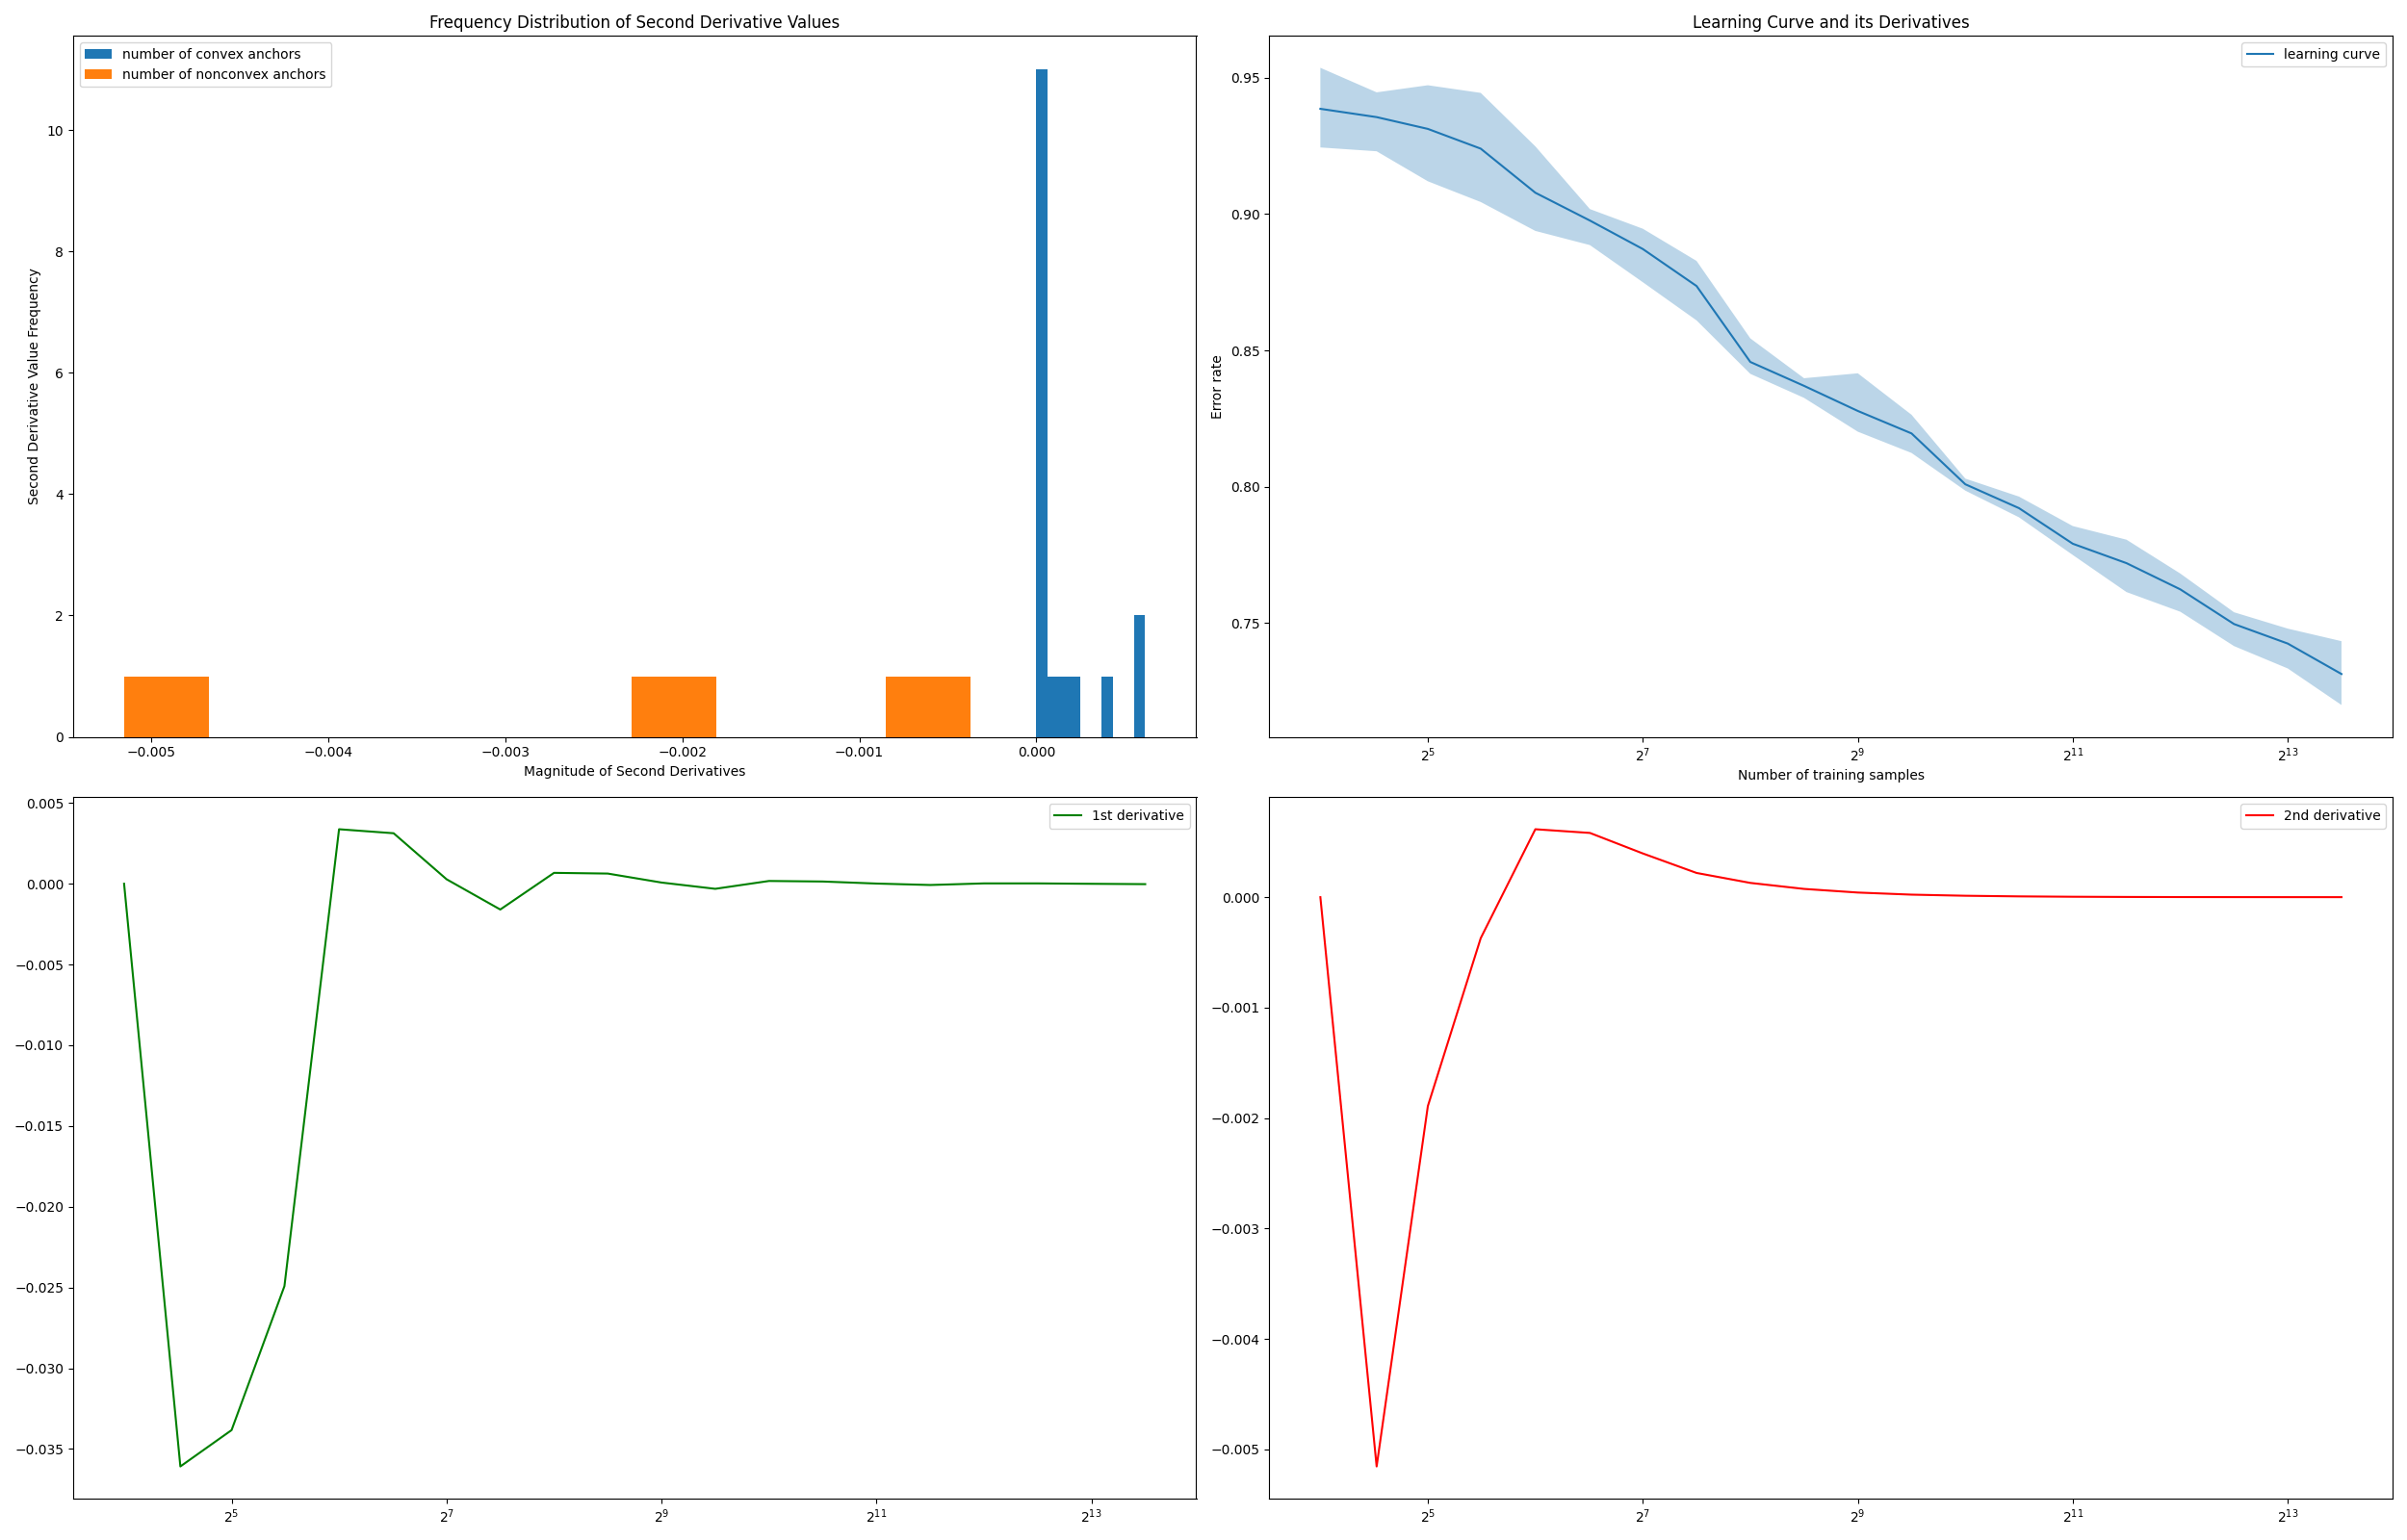 Frequency Distribution of Second Derivative Values
number of convex anchors
number of nonconvex anchors
Second Derivative Value Frequency
10
8
6
4
2
0
−0.005 −0.004 −0.003 −0.002 −0.001 0.000
Magnitude of Second Derivatives
Learning Curve and its Derivatives
learning curve
Error rate
0.95
0.90
0.85
0.80
0.75
2^5 2^7 2^9 2^11 2^13
Number of training samples
1st derivative
0.005
0.000
−0.005
−0.010
−0.015
−0.020
−0.025
−0.030
−0.035
2^5 2^7 2^9 2^11 2^13
2nd derivative
0.000
−0.001
−0.002
−0.003
−0.004
−0.005
2^5 2^7 2^9 2^11 2^13